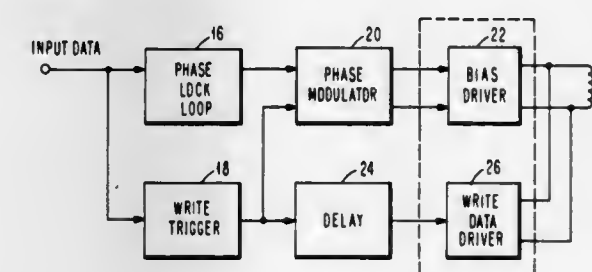 INPUT DATA
16
PHASE
LOCK
LOOP
20
PHASE
MODULATOR
22
BIAS
DRIVER
18
WRITE
TRIGGER
24
DELAY
26
WRITE
DATA
DRIVER